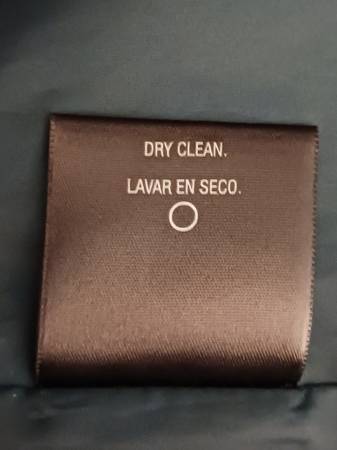 DRY CLEAN.
LAVAR EN SECO.